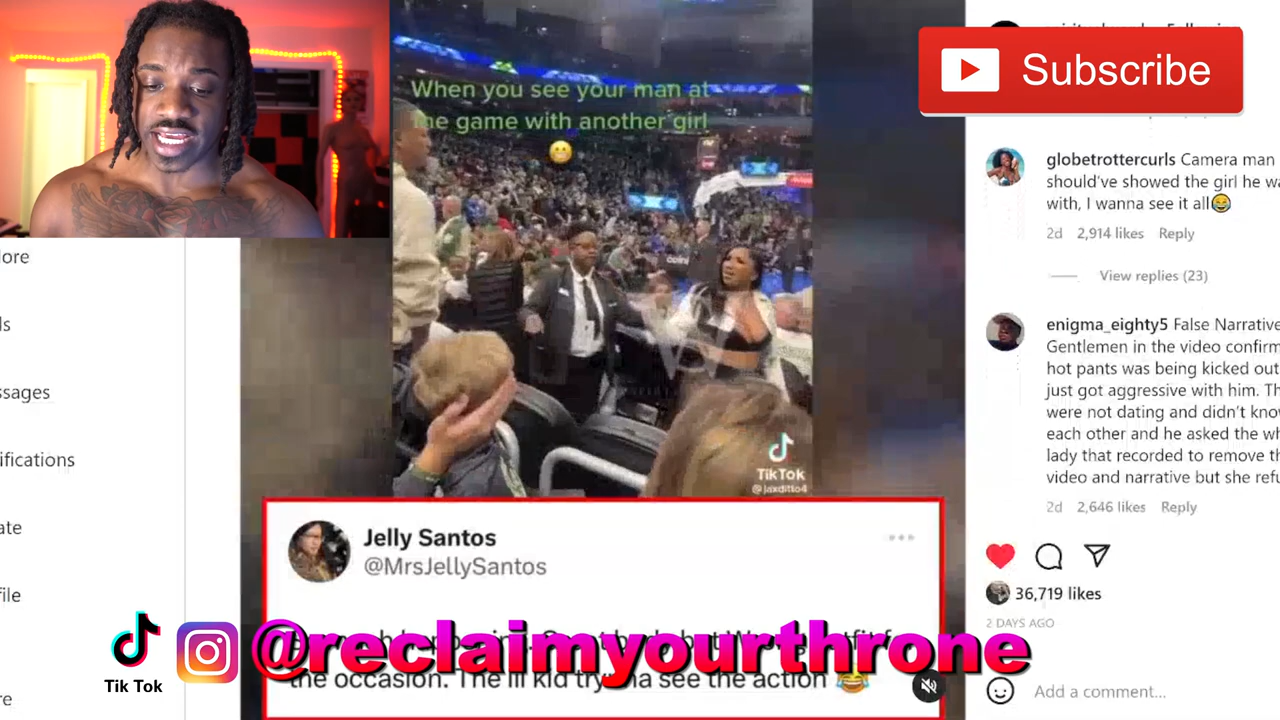 Subscribe
When you see your man at
the game with another girl
globetrottercurls Camera man
should've showed the girl he wa
with, I wanna see it all😂
2d 2,914 likes Reply
View replies (23)
lore
ls
ssages
ifications
ate
file
re
enigma_eighty5 False Narrative
Gentlemen in the video confirm
hot pants was being kicked out
just got aggressive with him. Th
were not dating and didn't know
each other and he asked the wh
lady that recorded to remove th
video and narrative but she refu
2d 2,646 likes Reply
TikTok
@jaxditto4
Jelly Santos
@MrsJellySantos
the occasion. The lil kid tryna see the action 😂
Tik Tok
@reclaimyourthrone
36,719 likes
2 DAYS AGO
Add a comment...